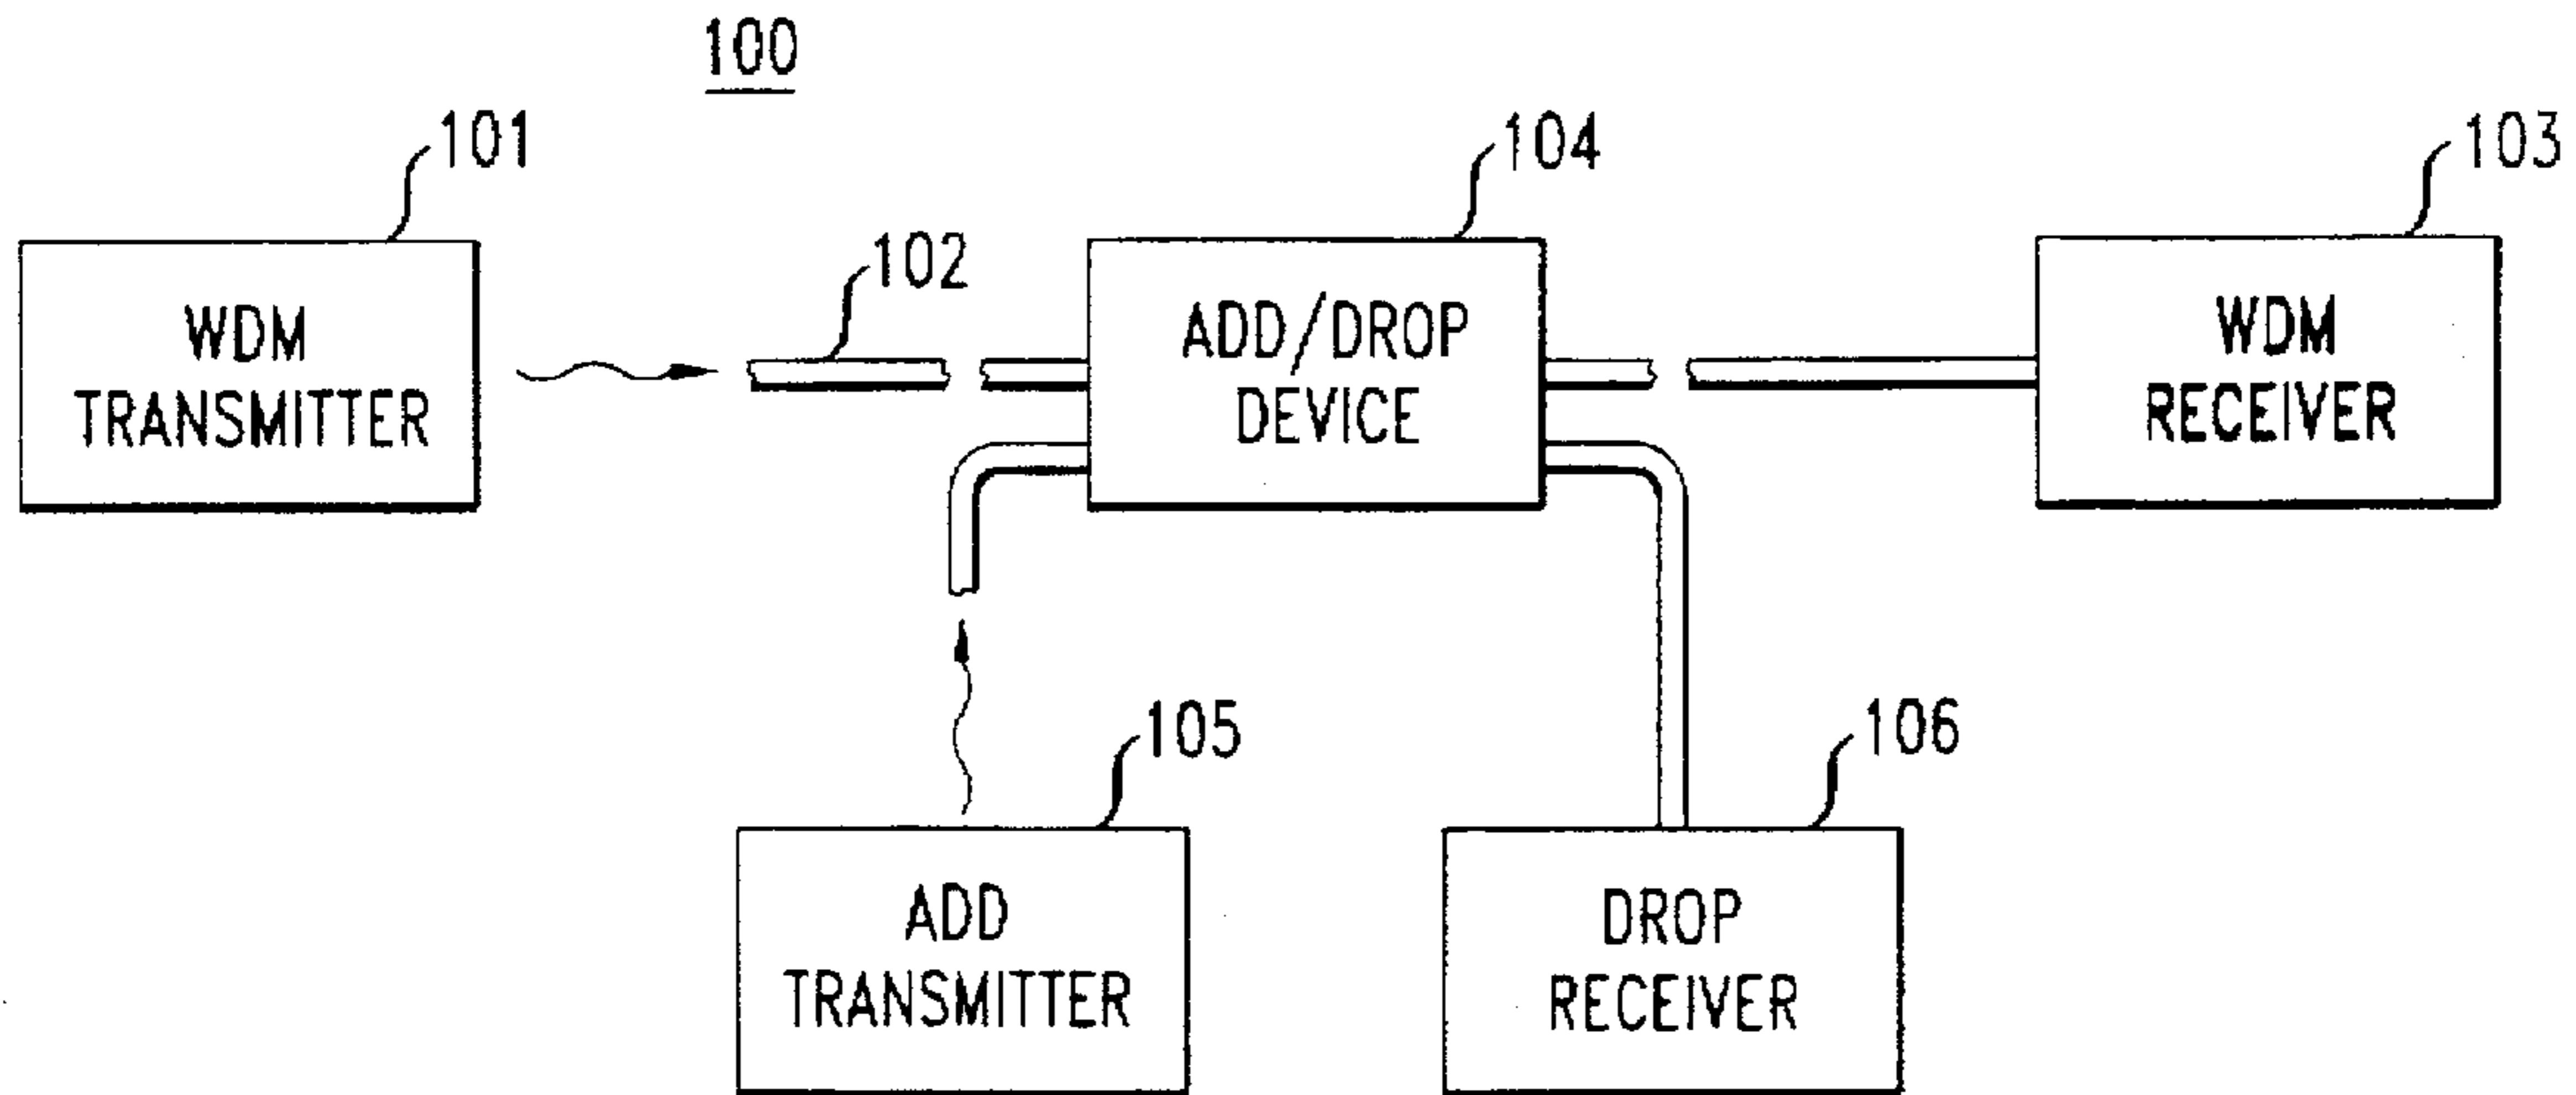 100
101
104
103
102
WDM
TRANSMITTER
ADD/DROP
DEVICE
WDM
RECEIVER
105
106
ADD
TRANSMITTER
DROP
RECEIVER